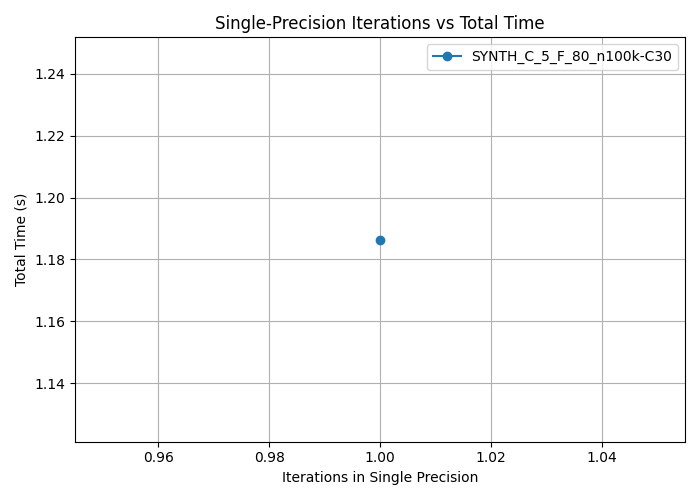 Single-Precision Iterations vs Total Time
SYNTH_C_5_F_80_n100k-C30
Total Time (s)
1.24
1.22
1.20
1.18
1.16
1.14
0.96 0.98 1.00 1.02 1.04
Iterations in Single Precision